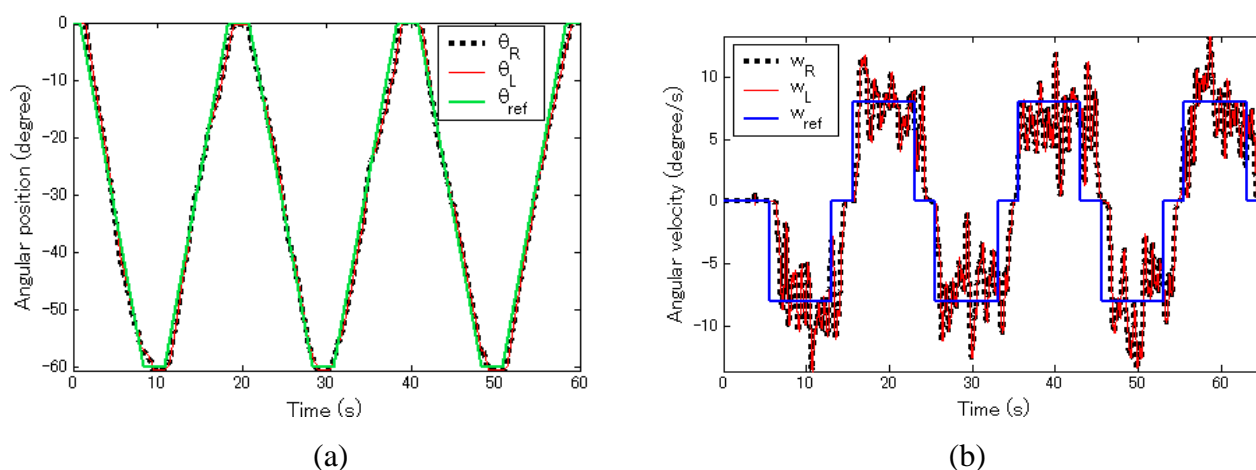 0
-10
-20
-30
-40
-50
-60
0 10 20 30 40 50 60
Angular position (degree)
Time (s)
θR
θL
θref
(a)
10
5
0
-5
-10
0 10 20 30 40 50 60
Angular velocity (degree/s)
Time (s)
wR
wL
wref
(b)